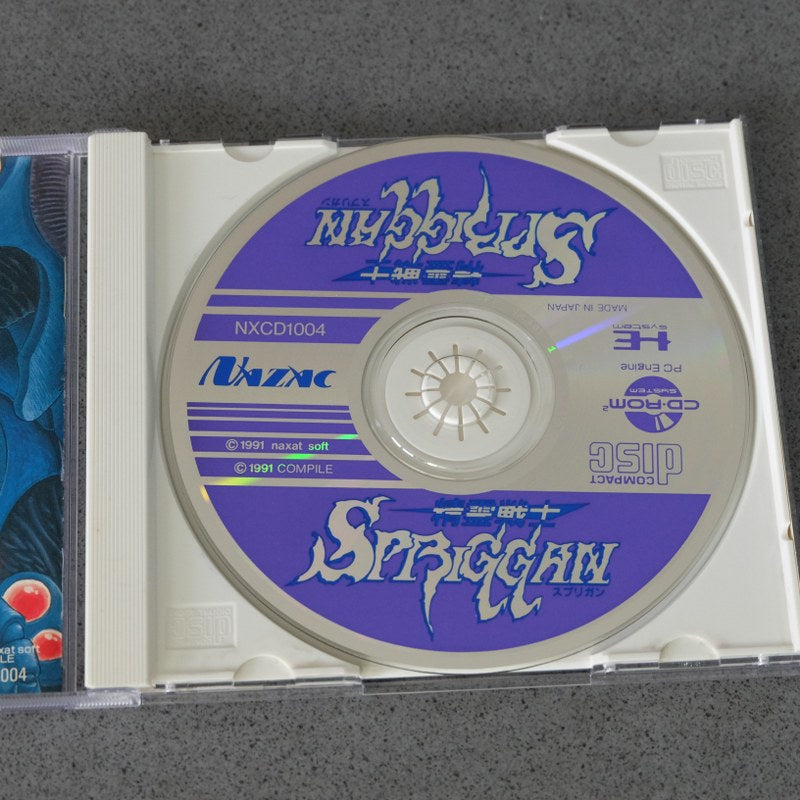 SPRIGGAN
スプリガン
精霊戦士
NXCD1004
MADE IN JAPAN
HE
system
NAXAT
PC Engine
CD-ROM²
SYSTEM
© 1991 naxat soft
© 1991 COMPILE
COMPACT
disc
精霊戦士
SPRIGGAN
スプリガン
disc
disc
naxat soft
004